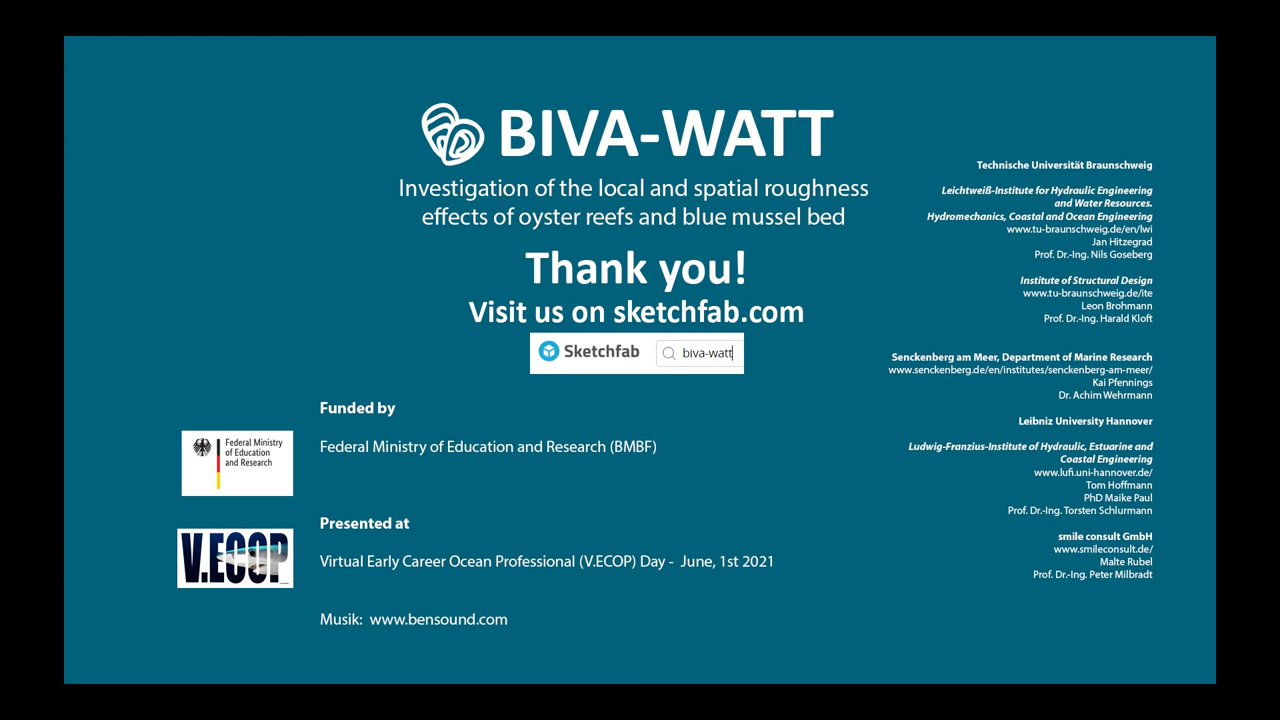 BIVA-WATT
Investigation of the local and spatial roughness
effects of oyster reefs and blue mussel bed
Thank you!
Visit us on sketchfab.com
Sketchfab
biva-watt
Funded by
Federal Ministry
of Education
and Research
Federal Ministry of Education and Research (BMBF)
Presented at
V.ECOP
Virtual Early Career Ocean Professional (V.ECOP) Day - June, 1st 2021
Musik: www.bensound.com
Technische Universität Braunschweig
Leichtweiß-Institute for Hydraulic Engineering
and Water Resources.
Hydromechanics, Coastal and Ocean Engineering
www.tu-braunschweig.de/en/lwi
Jan Hitzegrad
Prof. Dr.-Ing. Nils Goseberg
Institute of Structural Design
www.tu-braunschweig.de/ite
Leon Brohmann
Prof. Dr.-Ing. Harald Kloft
Senckenberg am Meer, Department of Marine Research
www.senckenberg.de/en/institutes/senckenberg-am-meer/
Kai Pfennings
Dr. Achim Wehrmann
Leibniz University Hannover
Ludwig-Franzius-Institute of Hydraulic, Estuarine and
Coastal Engineering
www.lufi.uni-hannover.de/
Tom Hoffmann
PhD Maike Paul
Prof. Dr.-Ing. Torsten Schlurmann
smile consult GmbH
www.smileconsult.de/
Malte Rubel
Prof. Dr.-Ing. Peter Milbradt